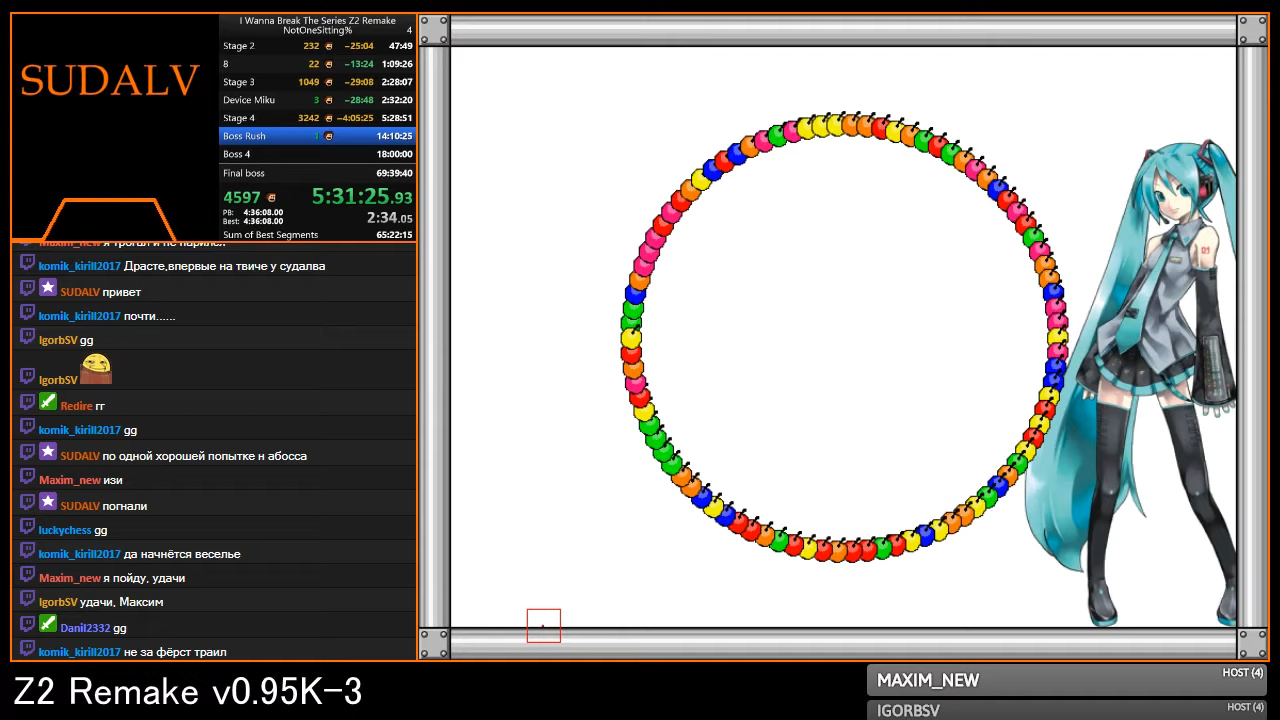 SUDALV
I Wanna Break The Series Z2 Remake
NotOneSitting%
4
Stage 2 232 −25:04 47:49
8 22 −13:24 1:09:26
Stage 3 1049 −29:08 2:28:07
Device Miku 3 −28:48 2:32:20
Stage 4 3242 −4:05:25 5:28:51
Boss Rush 1 14:10:25
Boss 4 18:00:00
Final boss 69:39:40
4597 5:31:25.93
PB: 4:36:08.00
Best: 4:36:08.00
2:34.05
Sum of Best Segments 65:22:15
Maxim_new я трогал и не парился
komik_kirill2017 Драсте,впервые на твиче у судалва
SUDALV привет
komik_kirill2017 почти......
IgorbSV gg
IgorbSV
Redire гг
komik_kirill2017 gg
SUDALV по одной хорошей попытке н абосса
Maxim_new изи
SUDALV погнали
luckychess gg
komik_kirill2017 да начнётся веселье
Maxim_new я пойду, удачи
IgorbSV удачи, Максим
Danil2332 gg
komik_kirill2017 не за фёрст траил
01
Z2 Remake v0.95K-3
MAXIM_NEW HOST (4)
IGORBSV HOST (4)